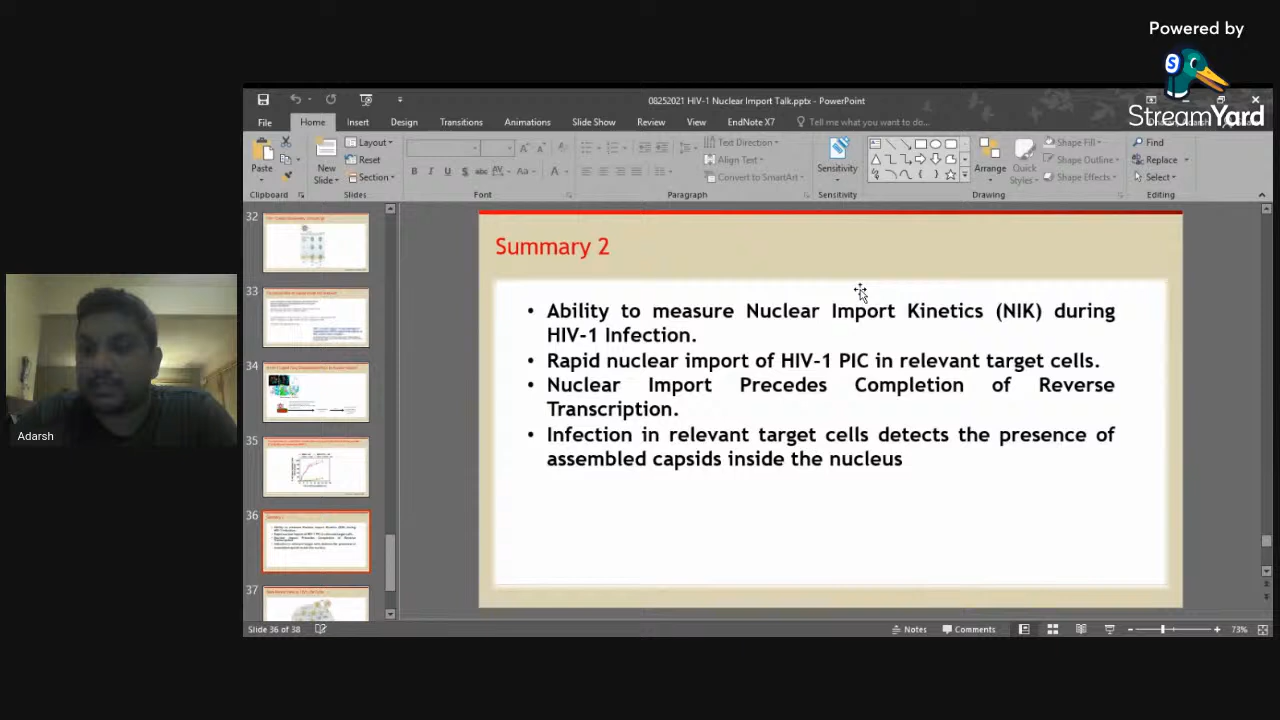 Powered by
StreamYard
08252021 HIV-1 Nuclear Import Talk.pptx - PowerPoint
File Home Insert Design Transitions Animations Slide Show Review View EndNote X7 Tell me what you want to do...
Paste
Clipboard
New
Slide
Layout
Reset
Section
Slides
Font
Text Direction
Align Text
Convert to SmartArt
Paragraph
Sensitivity
Sensitivity
Arrange
Quick
Styles
Shape Fill
Shape Outline
Shape Effects
Drawing
Find
Replace
Select
Editing
32
33
34
35
36
37
Summary 2
• Ability to measure Nuclear Import Kinetics (NIK) during
HIV-1 Infection.
• Rapid nuclear import of HIV-1 PIC in relevant target cells.
• Nuclear Import Precedes Completion of Reverse
Transcription.
• Infection in relevant target cells detects the presence of
assembled capsids inside the nucleus
Adarsh
Slide 36 of 38
Notes
Comments
73%